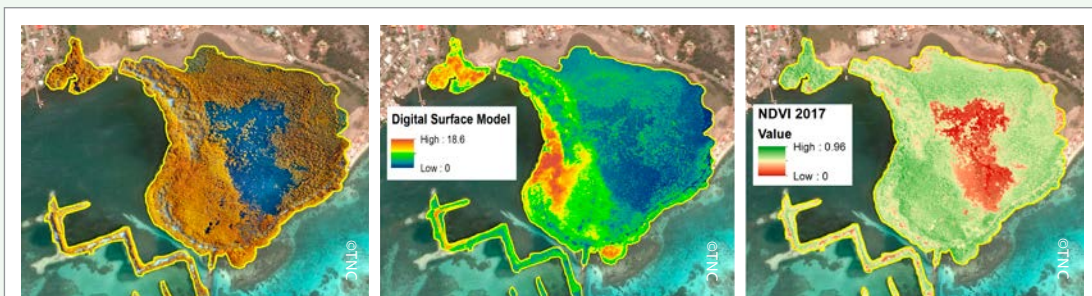 ©TNC
Digital Surface Model
High : 18.6
Low : 0
©TNC
NDVI 2017
Value
High : 0.96
Low : 0
©TNC